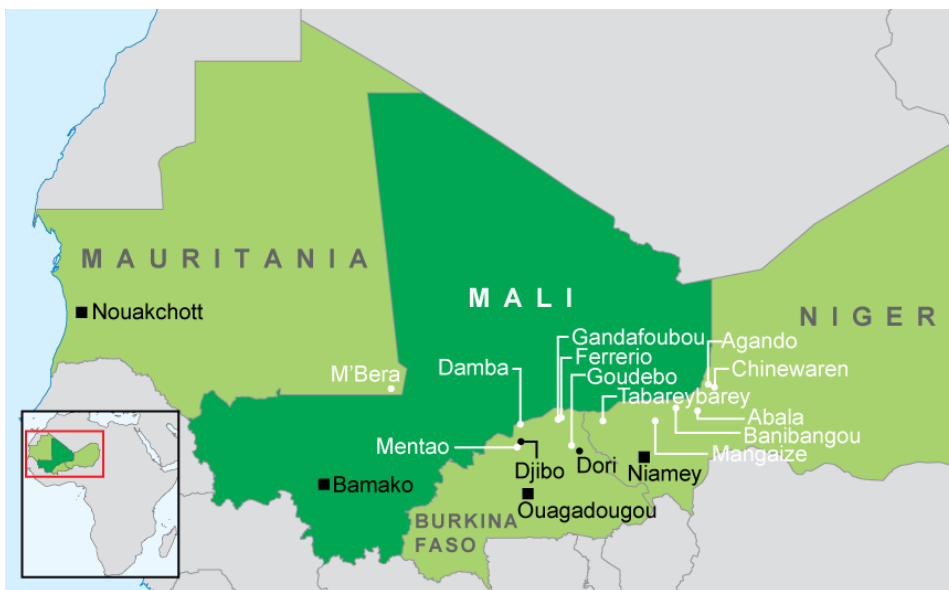 MAURITANIA
Nouakchott
MALI
NIGER
Gandafoubou
Agando
Ferrerio
Damba
Chinewaren
M'Bera
Goudebo
Tabareybarey
Abala
Banibangou
Mentao
Mangaize
Djibo
Dori
Niamey
Bamako
Ouagadougou
BURKINA
FASO